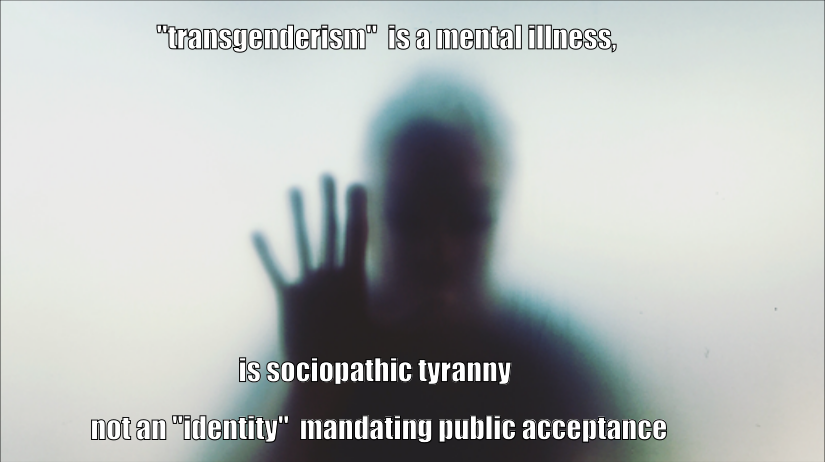 "transgenderism" is a mental illness,
is sociopathic tyranny
not an "identity" mandating public acceptance